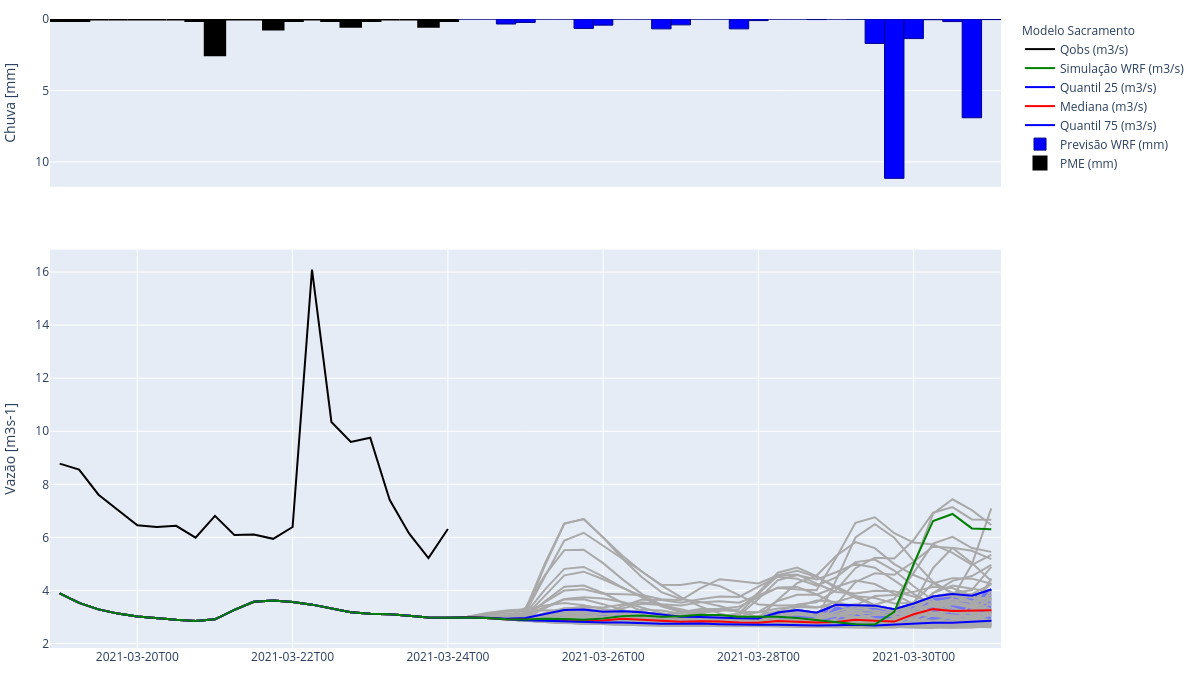 0
5
10
Chuva [mm]
Modelo Sacramento
Qobs (m3/s)
Simulação WRF (m3/s)
Quantil 25 (m3/s)
Mediana (m3/s)
Quantil 75 (m3/s)
Previsão WRF (mm)
PME (mm)
16
14
12
10
8
6
4
2
Vazão [m3s-1]
2021-03-20T00
2021-03-22T00
2021-03-24T00
2021-03-26T00
2021-03-28T00
2021-03-30T00